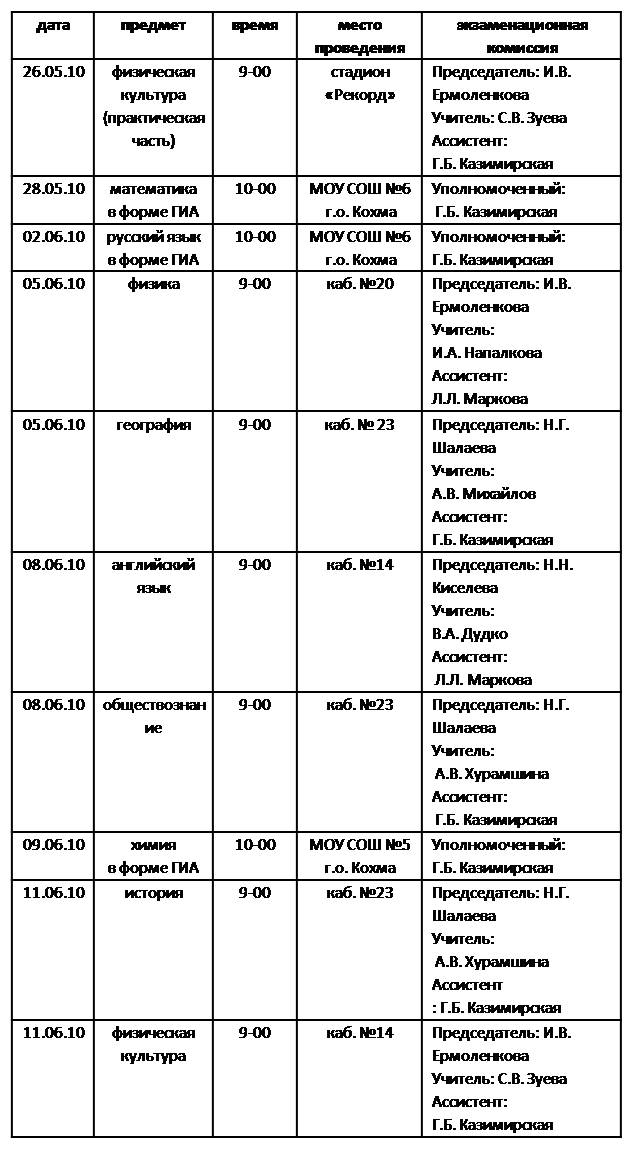 дата предмет время место проведения экзаменационная комиссия
26.05.10 физическая 9-00 стадион Председатель: И.В.
культура «Рекорд» Ермоленкова
(практическая Учитель: С.В. Зуева
часть) Ассистент:
Г.Б. Казимирская
28.05.10 математика 10-00 МОУ СОШ №6 Уполномоченный:
в форме ГИА г.о. Кохма Г.Б. Казимирская
02.06.10 русский язык 10-00 МОУ СОШ №6 Уполномоченный:
в форме ГИА г.о. Кохма Г.Б. Казимирская
05.06.10 физика 9-00 каб. №20 Председатель: И.В.
Ермоленкова
Учитель:
И.А. Напалкова
Ассистент:
Л.Л. Маркова
05.06.10 география 9-00 каб. № 23 Председатель: Н.Г.
Шалаева
Учитель:
А.В. Михайлов
Ассистент:
Г.Б. Казимирская
08.06.10 английский 9-00 каб. №14 Председатель: Н.Н.
язык Киселева
Учитель:
В.А. Дудко
Ассистент:
Л.Л. Маркова
08.06.10 обществознан 9-00 каб. №23 Председатель: Н.Г.
ие Шалаева
Учитель:
А.В. Хурамшина
Ассистент:
Г.Б. Казимирская
09.06.10 химия 10-00 МОУ СОШ №5 Уполномоченный:
в форме ГИА г.о. Кохма Г.Б. Казимирская
11.06.10 история 9-00 каб. №23 Председатель: Н.Г.
Шалаева
Учитель:
А.В. Хурамшина
Ассистент
: Г.Б. Казимирская
11.06.10 физическая 9-00 каб. №14 Председатель: И.В.
культура Ермоленкова
Учитель: С.В. Зуева
Ассистент:
Г.Б. Казимирская